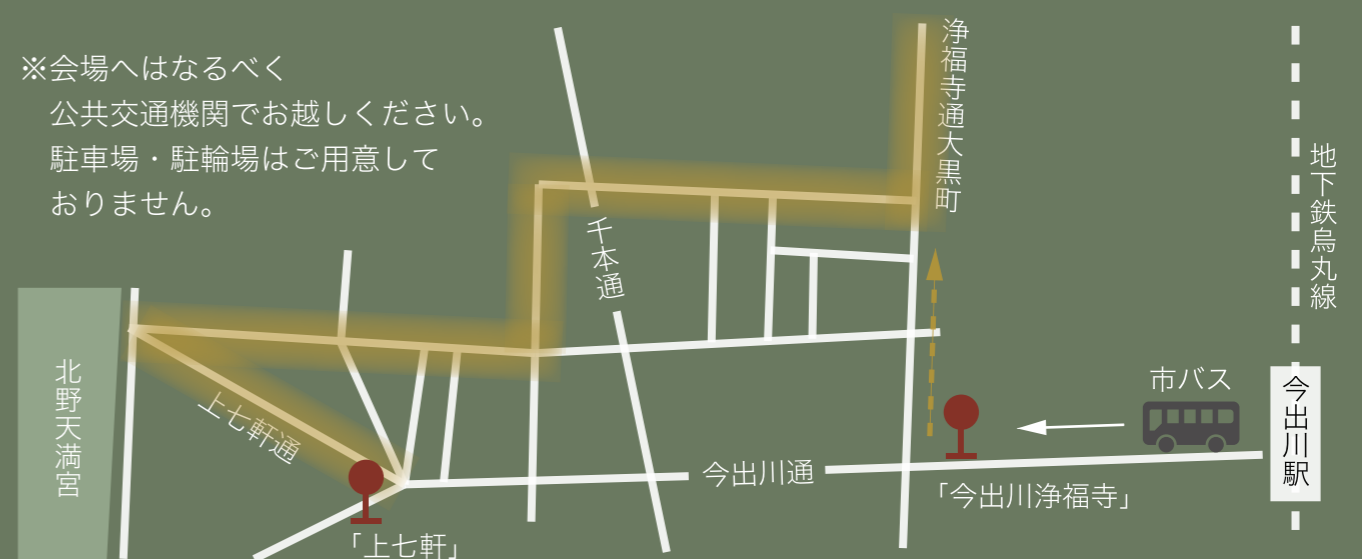 ※会場へはなるべく
公共交通機関でお越しください。
駐車場・駐輪場はご用意して
おりません。
浄福寺通大黒町
地下鉄烏丸線
千本通
北野天満宮
上七軒通
市バス
今出川駅
今出川通
「今出川浄福寺」
「上七軒」